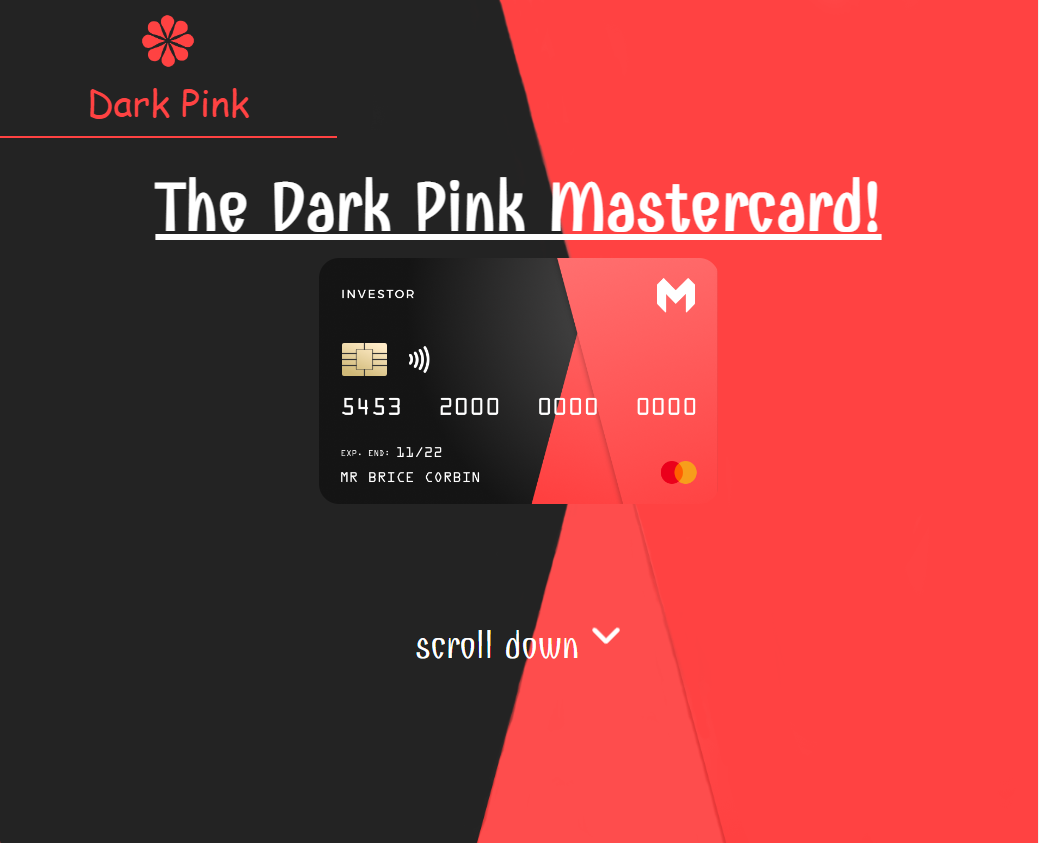 Dark Pink
The Dark Pink Mastercard!
INVESTOR
5453 2000 0000 0000
EXP. END: 11/22
MR BRICE CORBIN
scroll down